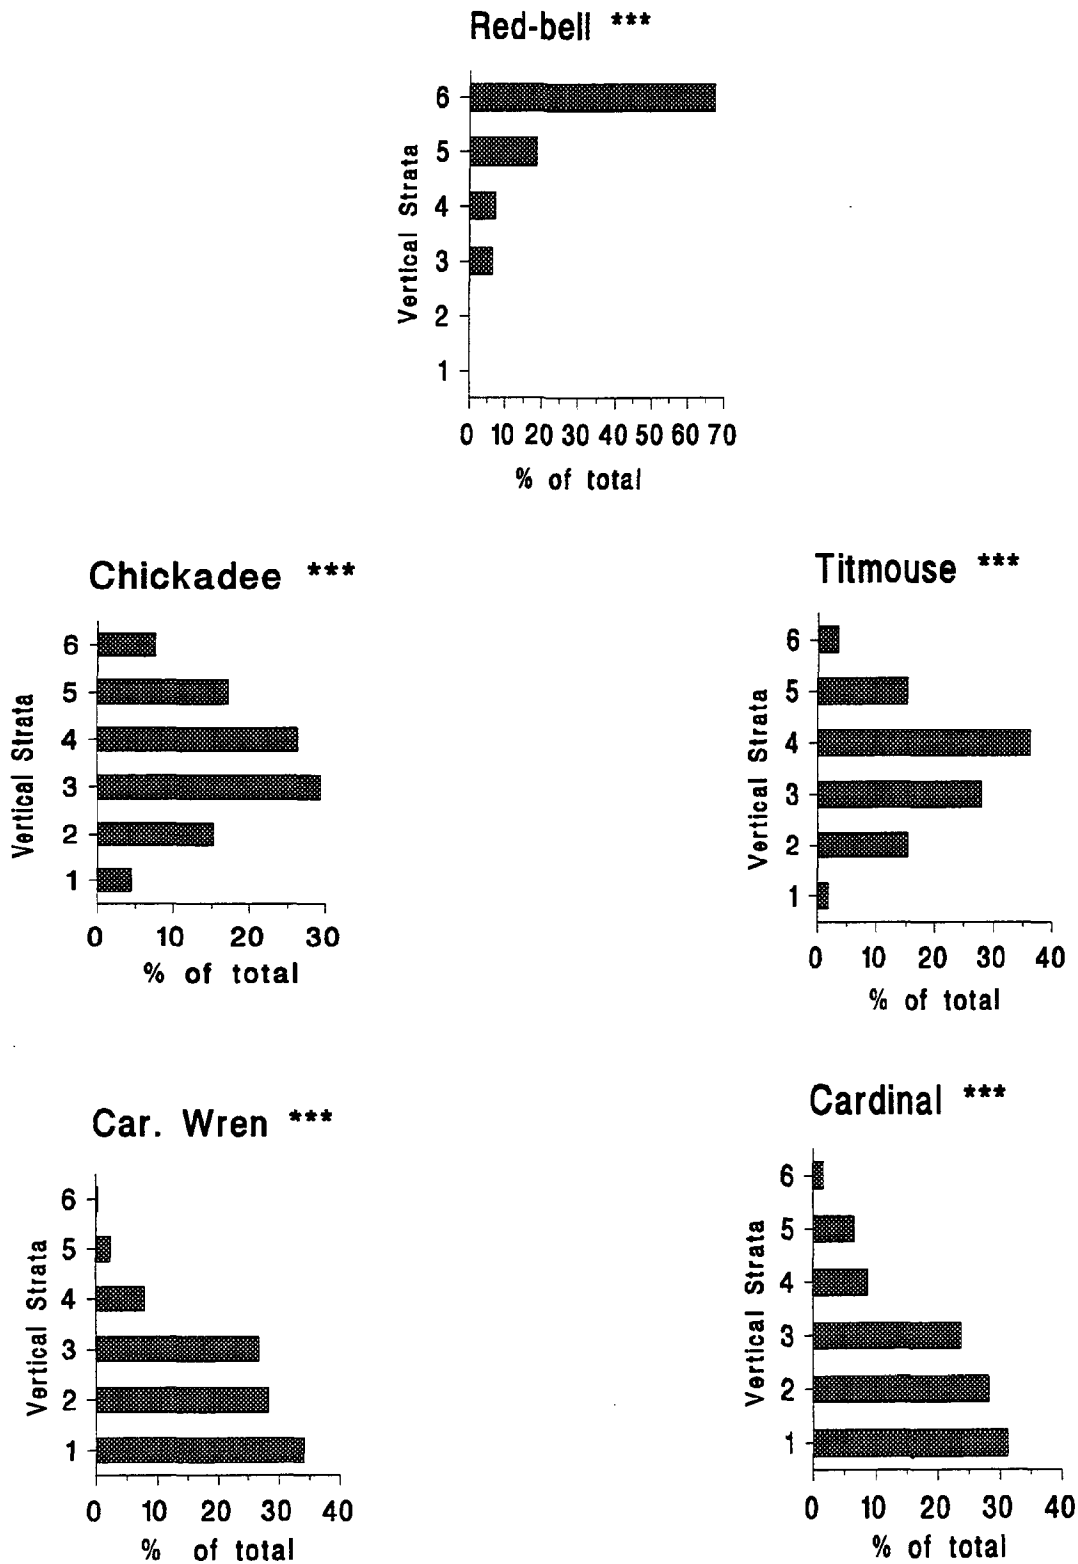 Red-bell ***
6
5
4
3
2
1
Vertical Strata
0 10 20 30 40 50 60 70
% of total
Chickadee ***
6
5
4
3
2
1
Vertical Strata
0 10 20 30
% of total
Titmouse ***
6
5
4
3
2
1
Vertical Strata
0 10 20 30 40
% of total
Car. Wren ***
6
5
4
3
2
1
Vertical Strata
0 10 20 30 40
% of total
Cardinal ***
6
5
4
3
2
1
Vertical Strata
0 10 20 30 40
% of total